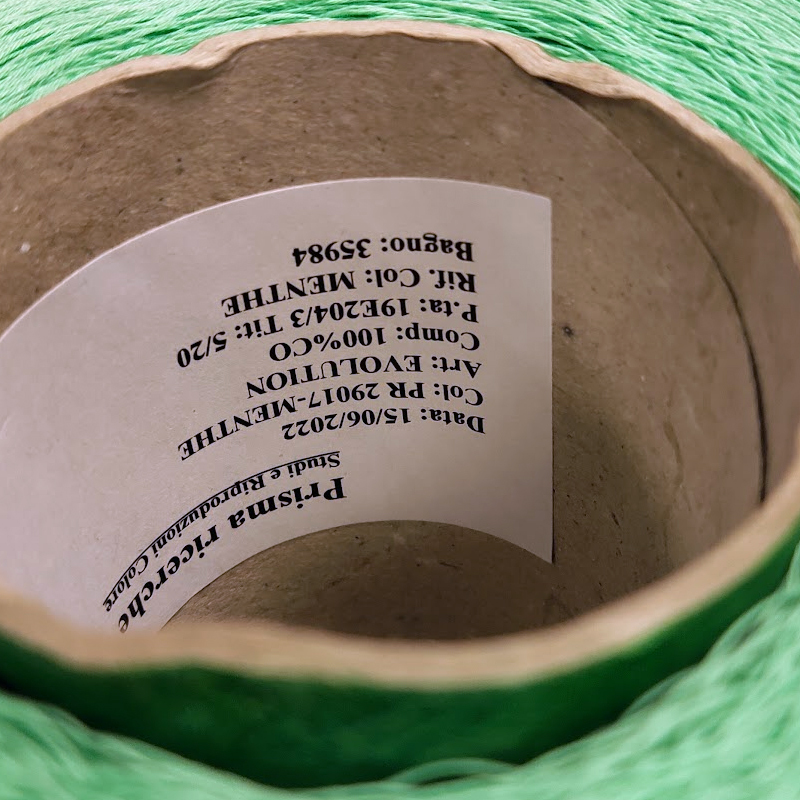 Prisma ricerche
Studi e Riproduzioni Colore
Data: 15/06/2022
Col: PR 29017-MENTHE
Art: EVOLUTION
Comp: 100%CO
P.ta: 19E204/3 Tit: 5/20
Rif. Col: MENTHE
Bagno: 35984